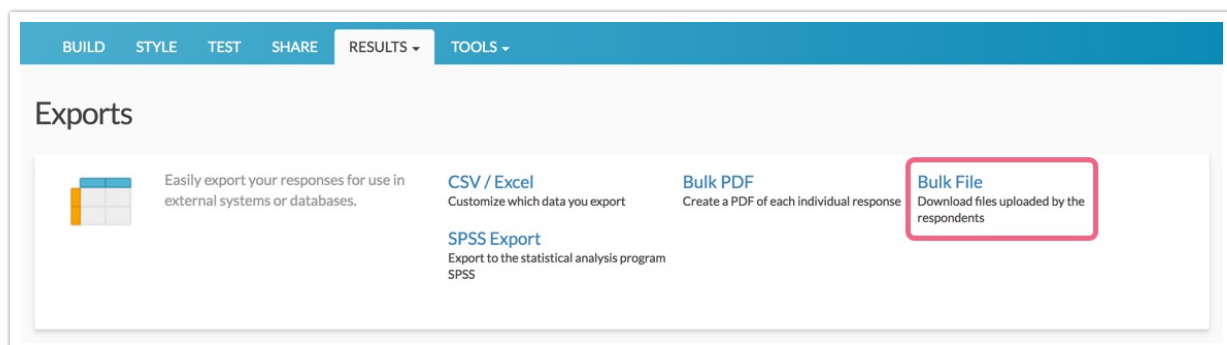 BUILD STYLE TEST SHARE RESULTS TOOLS
Exports
Easily export your responses for use in
external systems or databases.
CSV / Excel
Customize which data you export
SPSS Export
Export to the statistical analysis program
SPSS
Bulk PDF
Create a PDF of each individual response
Bulk File
Download files uploaded by the
respondents